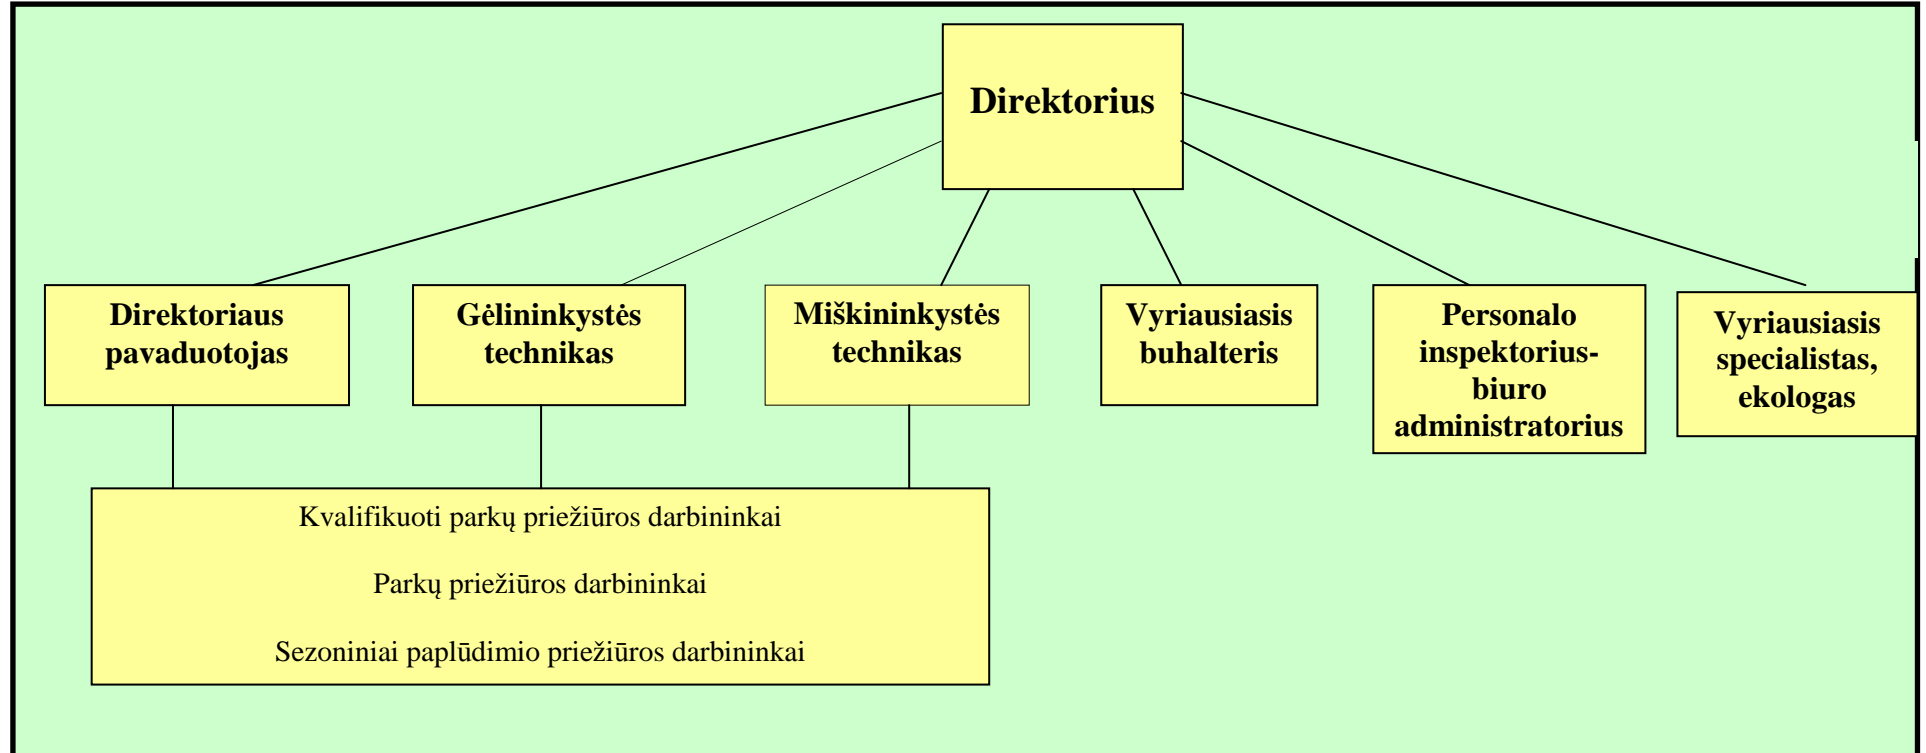 Direktorius
Direktoriaus
pavaduotojas
Gėlininkystės
technikas
Miškininkystės
technikas
Vyriausiasis
buhalteris
Personalo
inspektorius-
biuro
administratorius
Vyriausiasis
specialistas,
ekologas
Kvalifikuoti parkų priežiūros darbininkai
Parkų priežiūros darbininkai
Sezoniniai paplūdimio priežiūros darbininkai